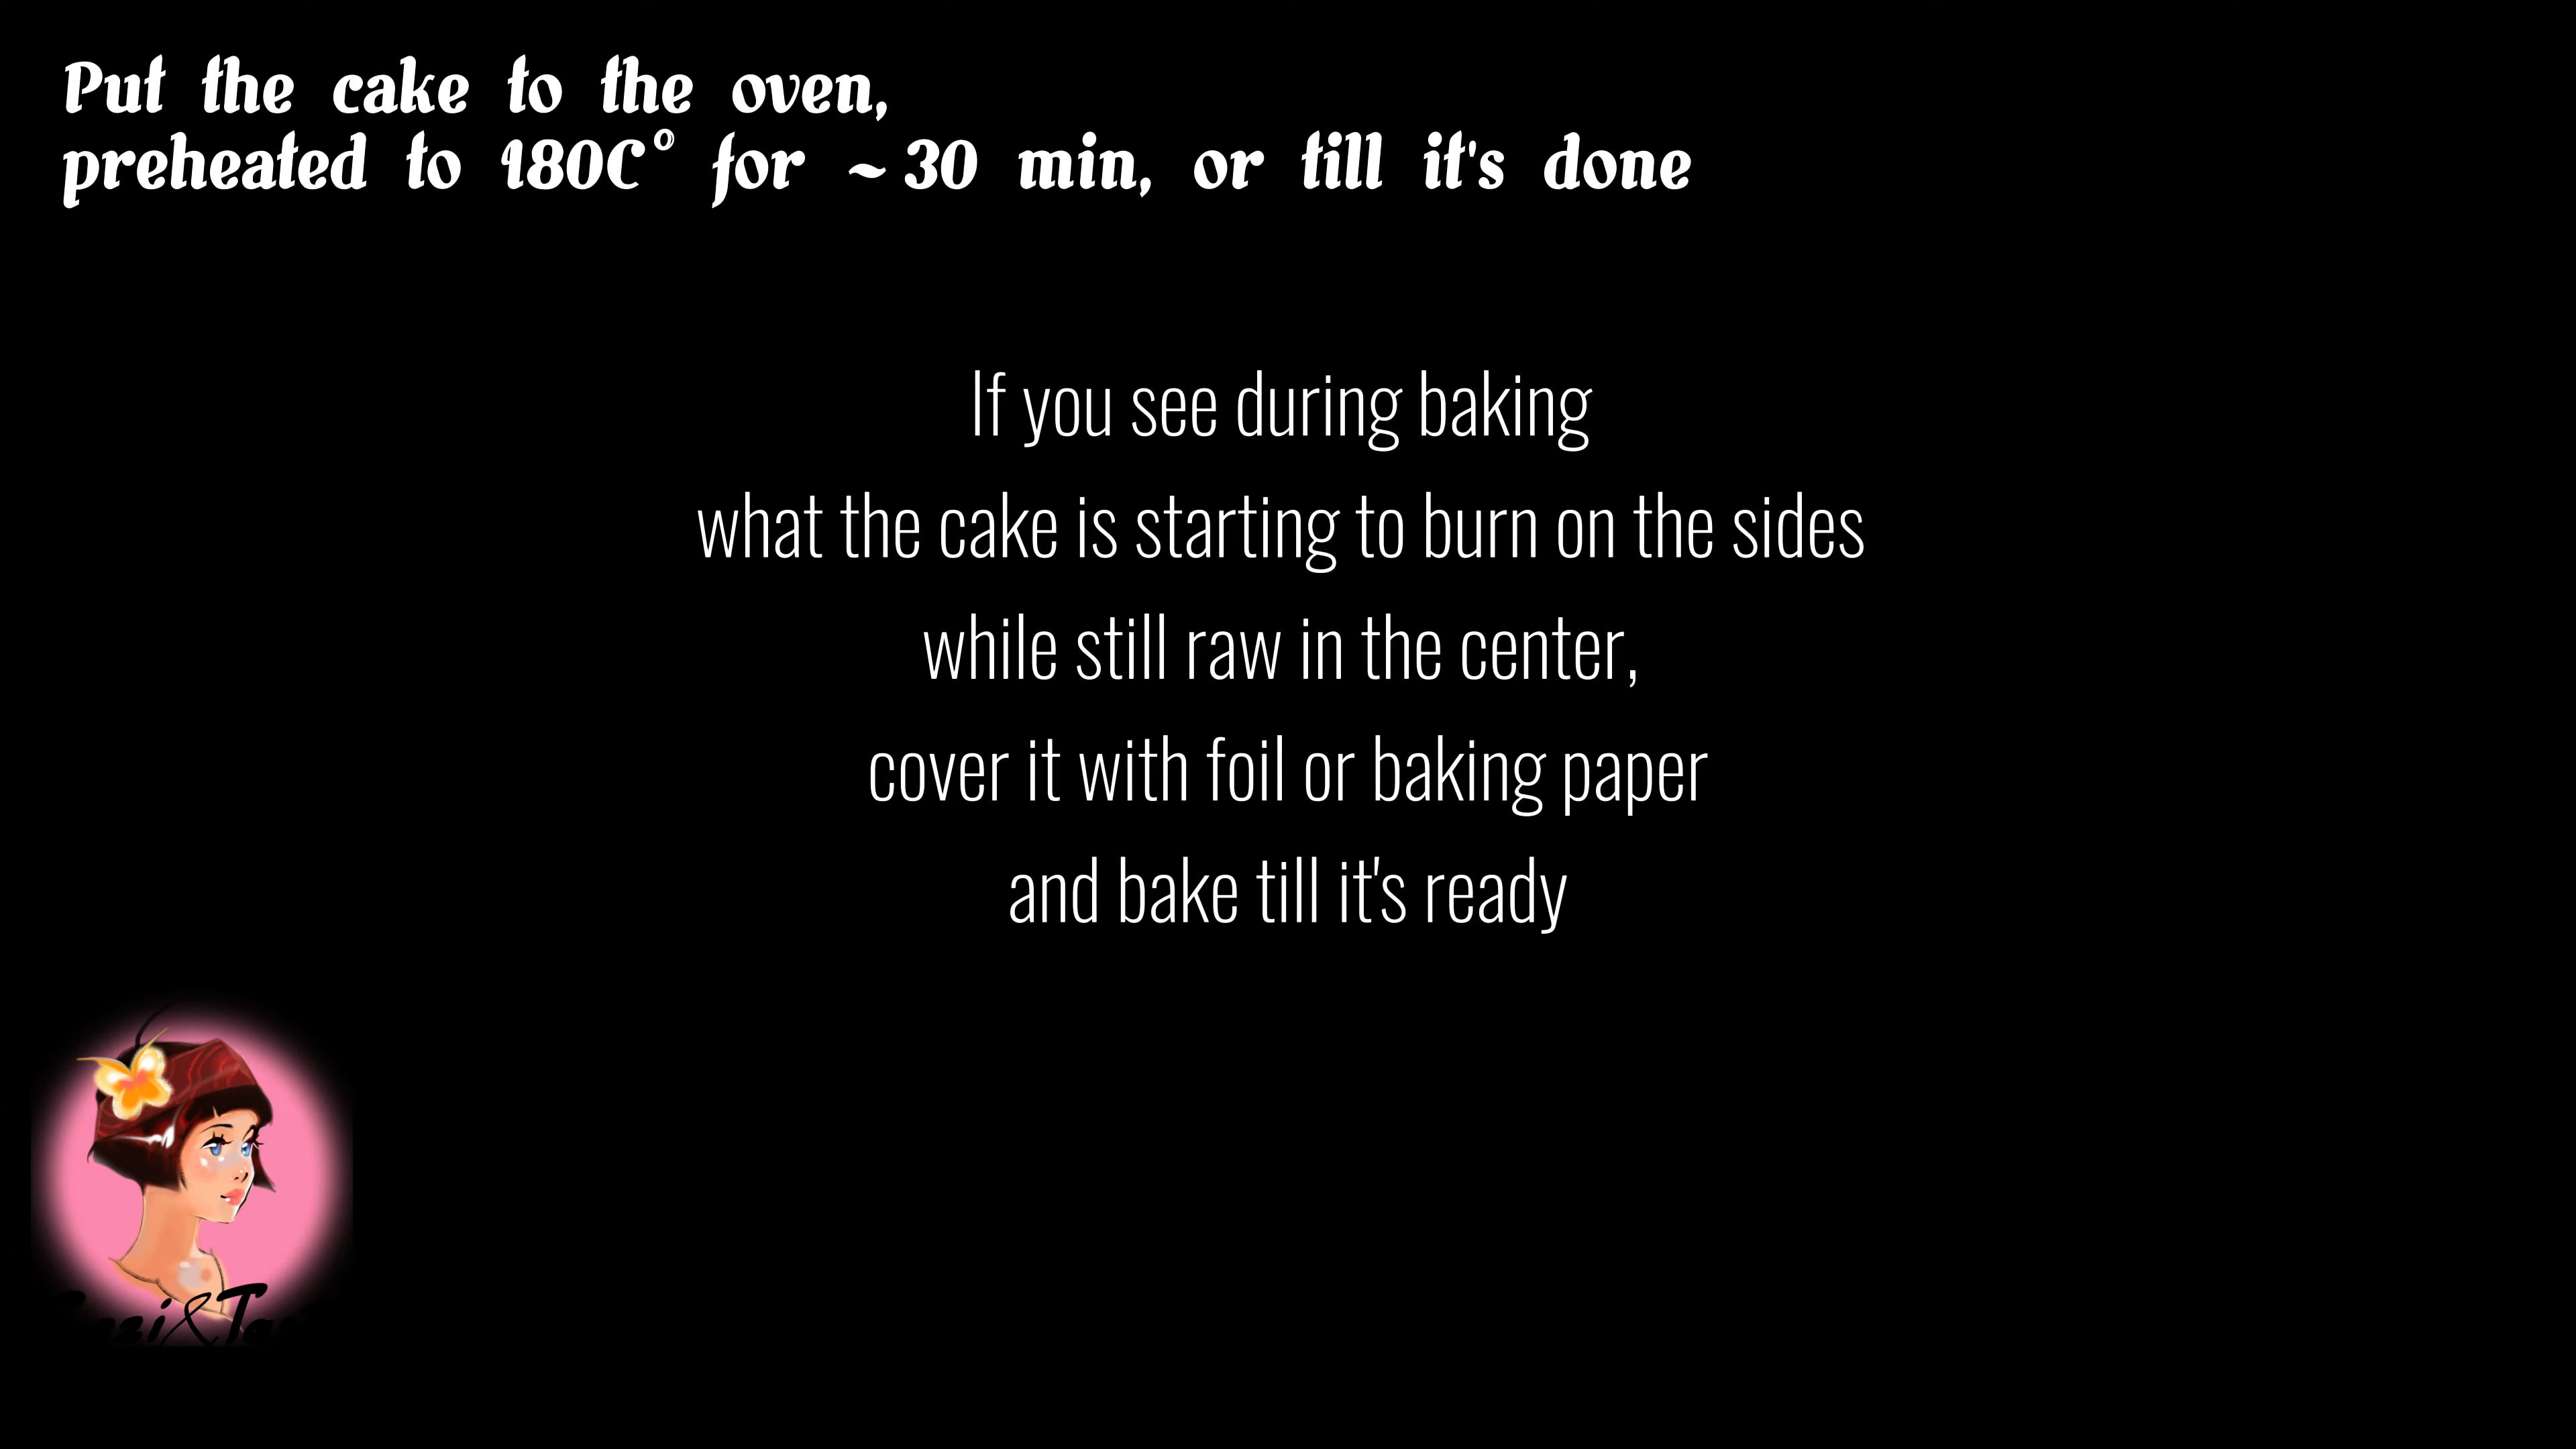 Put the cake to the oven,
preheated to 180C° for ~30 min, or till it's done
If you see during baking
what the cake is starting to burn on the sides
while still raw in the center,
cover it with foil or baking paper
and bake till it's ready